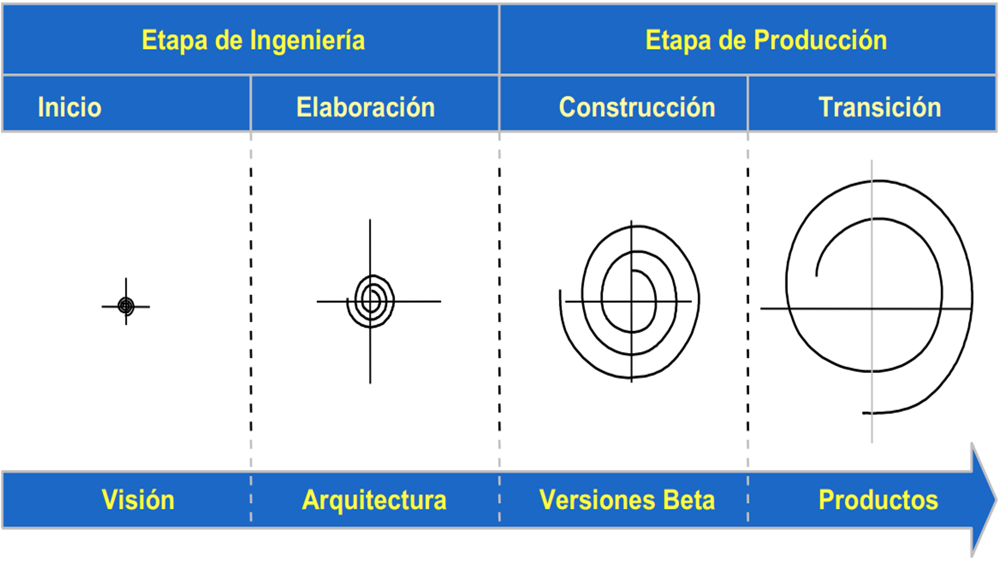 Etapa de Ingeniería
Etapa de Producción
Inicio
Elaboración
Construcción
Transición
Visión
Arquitectura
Versiones Beta
Productos